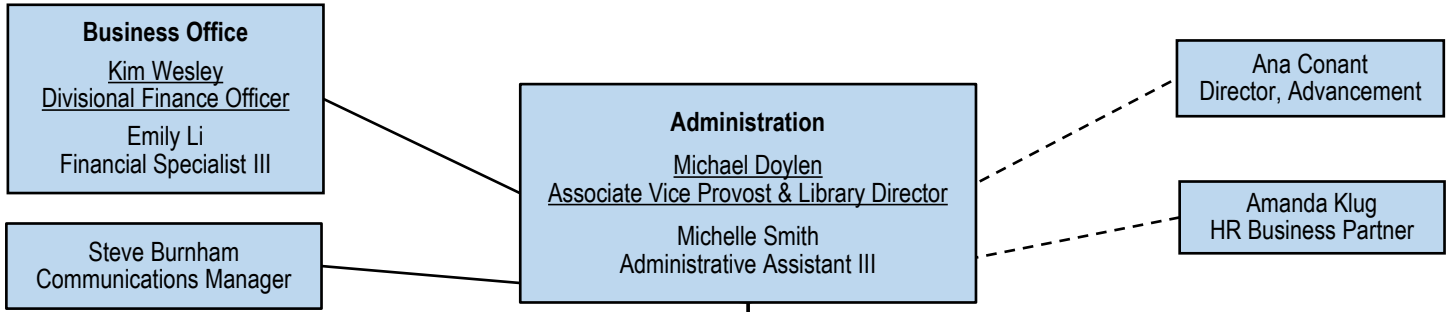 Business Office
Kim Wesley
Divisional Finance Officer
Emily Li
Financial Specialist III
Steve Burnham
Communications Manager
Administration
Michael Doylen
Associate Vice Provost & Library Director
Michelle Smith
Administrative Assistant III
Ana Conant
Director, Advancement
Amanda Klug
HR Business Partner